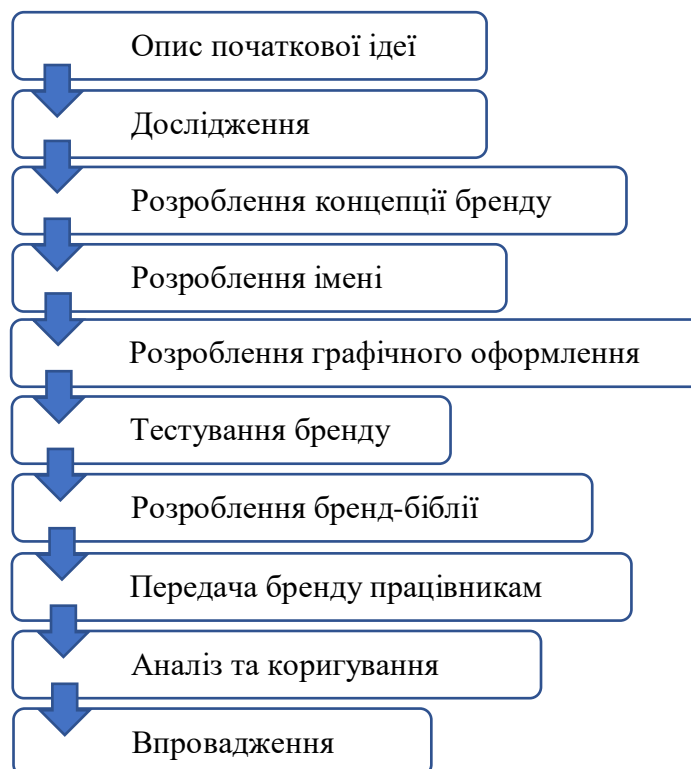 Опис початкової ідеї
Дослідження
Розроблення концепції бренду
Розроблення імені
Розроблення графічного оформлення
Тестування бренду
Розроблення бренд-біблії
Передача бренду працівникам
Аналіз та коригування
Впровадження